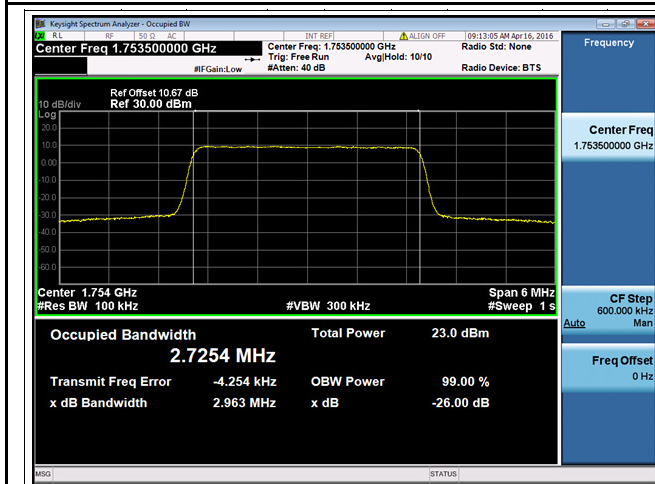 Keysight Spectrum Analyzer - Occupied BW
RL RF 50 Ω AC INT REF ALIGN OFF 09:13:05 AM Apr 16, 2016
Center Freq 1.753500000 GHz
Center Freq: 1.753500000 GHz Radio Std: None
Trig: Free Run Avg|Hold: 10/10
#IFGain:Low #Atten: 40 dB Radio Device: BTS
Ref Offset 10.67 dB
10 dB/div Ref 30.00 dBm
Log
20.0
10.0
0.00
-10.0
-20.0
-30.0
-40.0
-50.0
-60.0
Center 1.754 GHz Span 6 MHz
#Res BW 100 kHz #VBW 300 kHz #Sweep 1 s
Occupied Bandwidth Total Power 23.0 dBm
2.7254 MHz
Transmit Freq Error -4.254 kHz OBW Power 99.00 %
x dB Bandwidth 2.963 MHz x dB -26.00 dB
MSG STATUS
Frequency
Center Freq
1.753500000 GHz
CF Step
600.000 kHz
Auto Man
Freq Offset
0 Hz